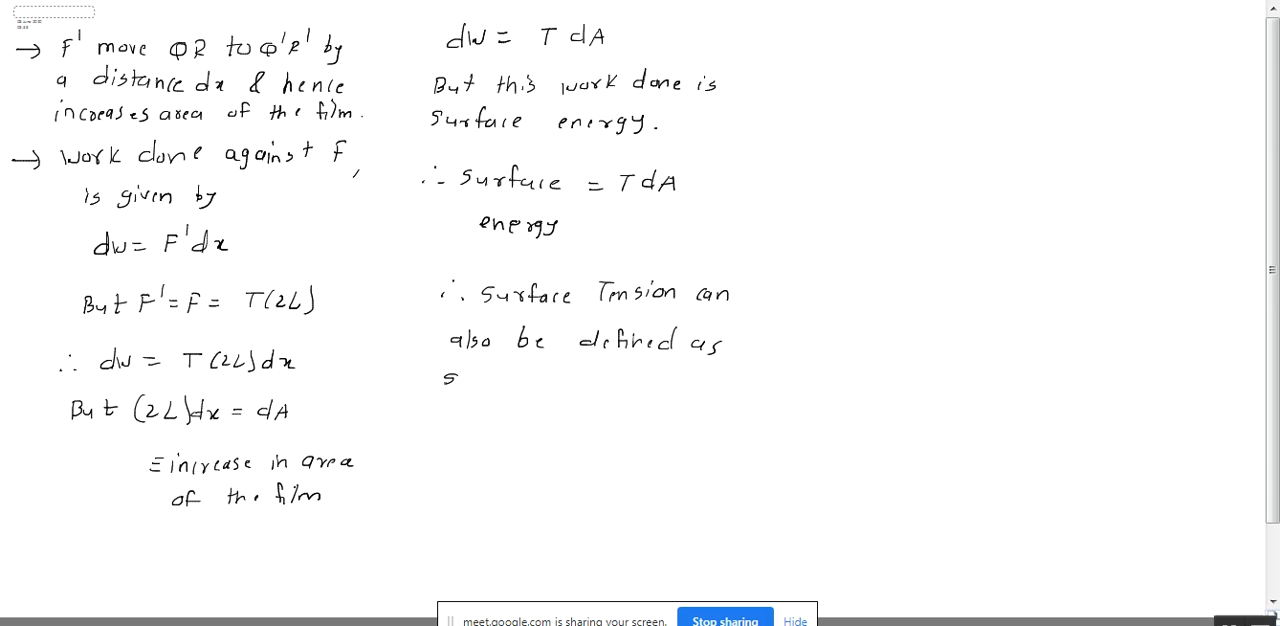 → F' move QR to Q'R' by
a distance dx & hence
increases area of the film.
→ Work done against F,
is given by
dw = F'dx
But F' = F = T(2L)
∴ dw = T(2L)dx
But (2L)dx = dA
= increase in area
of the film
dW = T dA
But this work done is
Surface energy.
∴ Surface = T dA
energy
∴ Surface Tension can
also be defined as
s
meet.google.com is sharing your screen.
Stop sharing
Hide